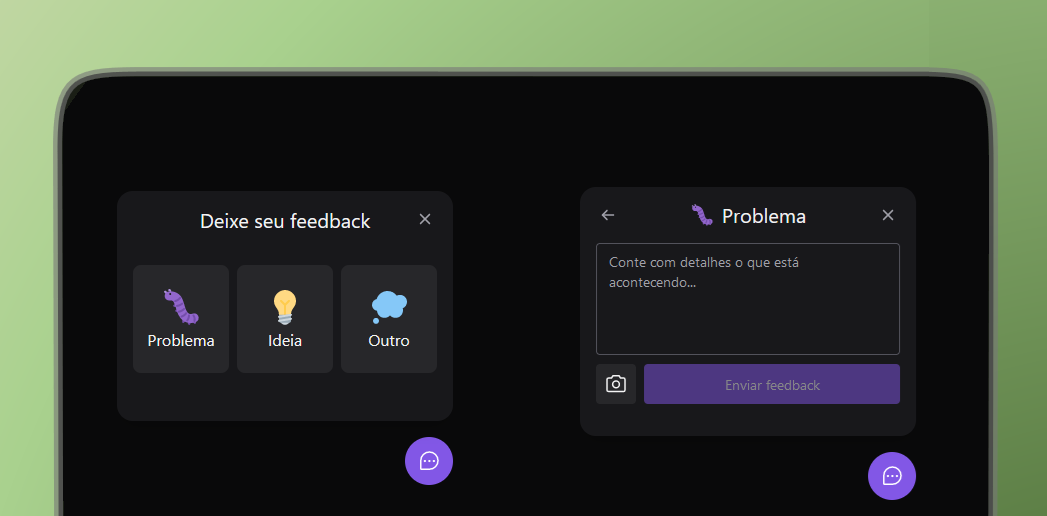 Deixe seu feedback
Problema
Ideia
Outro
Problema
Conte com detalhes o que está
acontecendo...
Enviar feedback